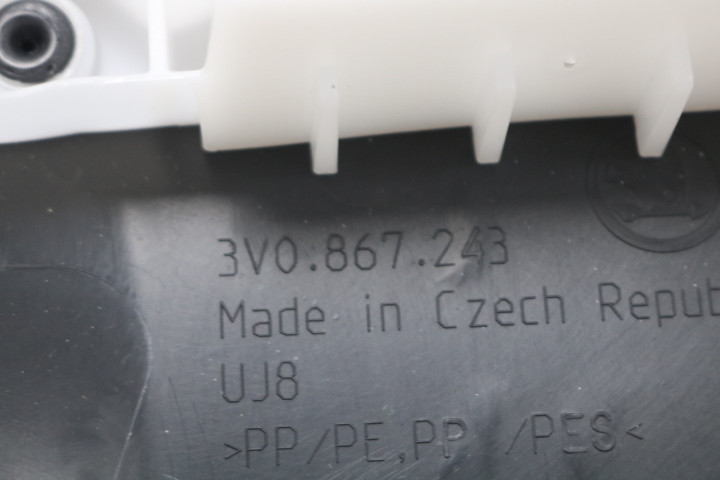 3V0.867.243
Made in Czech Repub
UJ8
>PP/PE,PP /PES<